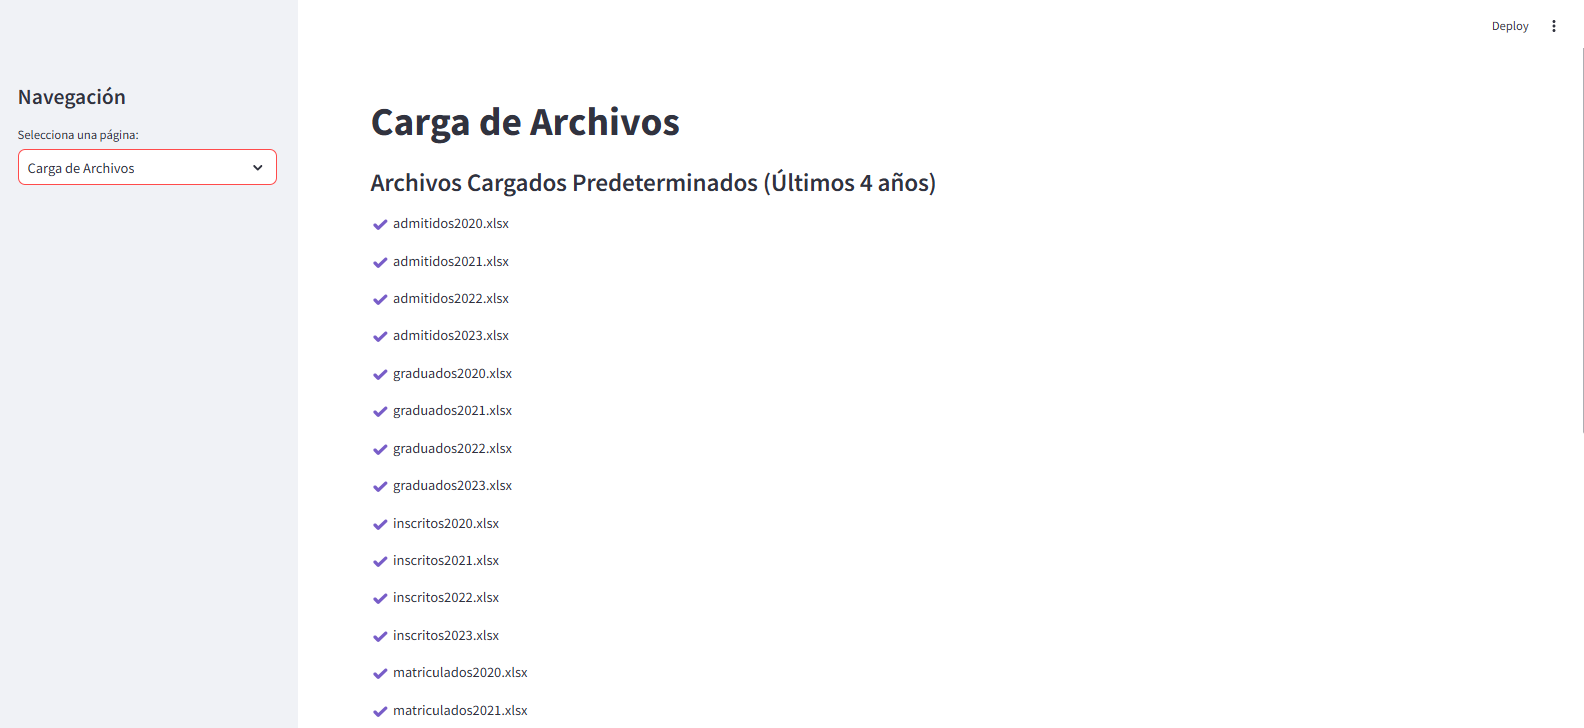 Deploy
Navegación
Selecciona una página:
Carga de Archivos
Carga de Archivos
Archivos Cargados Predeterminados (Últimos 4 años)
admitidos2020.xlsx
admitidos2021.xlsx
admitidos2022.xlsx
admitidos2023.xlsx
graduados2020.xlsx
graduados2021.xlsx
graduados2022.xlsx
graduados2023.xlsx
inscritos2020.xlsx
inscritos2021.xlsx
inscritos2022.xlsx
inscritos2023.xlsx
matriculados2020.xlsx
matriculados2021.xlsx